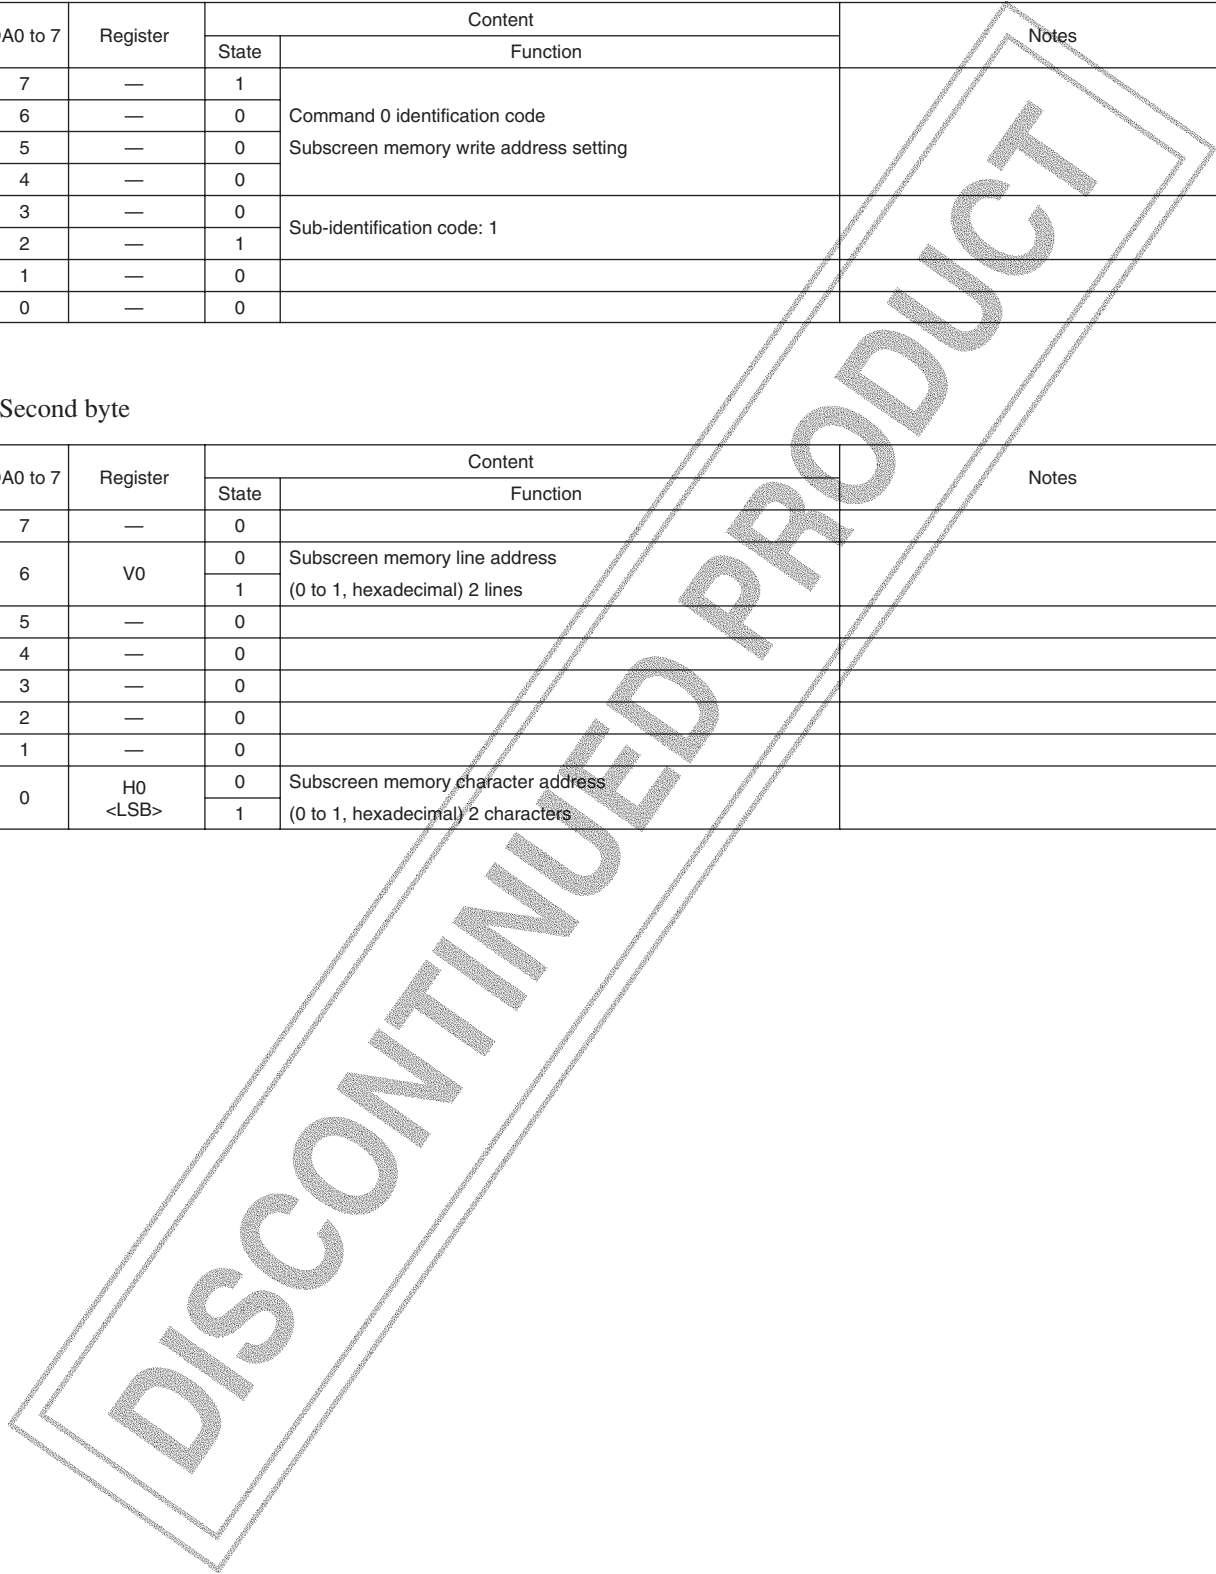 A0 to 7 Register Content Notes
State Function
7 — 1
6 — 0 Command 0 identification code
5 — 0 Subscreen memory write address setting
4 — 0
3 — 0
Sub-identification code: 1
2 — 1
1 — 0
0 — 0
Second byte
A0 to 7 Register Content Notes
State Function
7 — 0
6 V0 0 Subscreen memory line address
1 (0 to 1, hexadecimal) 2 lines
5 — 0
4 — 0
3 — 0
2 — 0
1 — 0
0 H0 0 Subscreen memory character address
<LSB> 1 (0 to 1, hexadecimal) 2 characters
DISCONTINUED PRODUCT